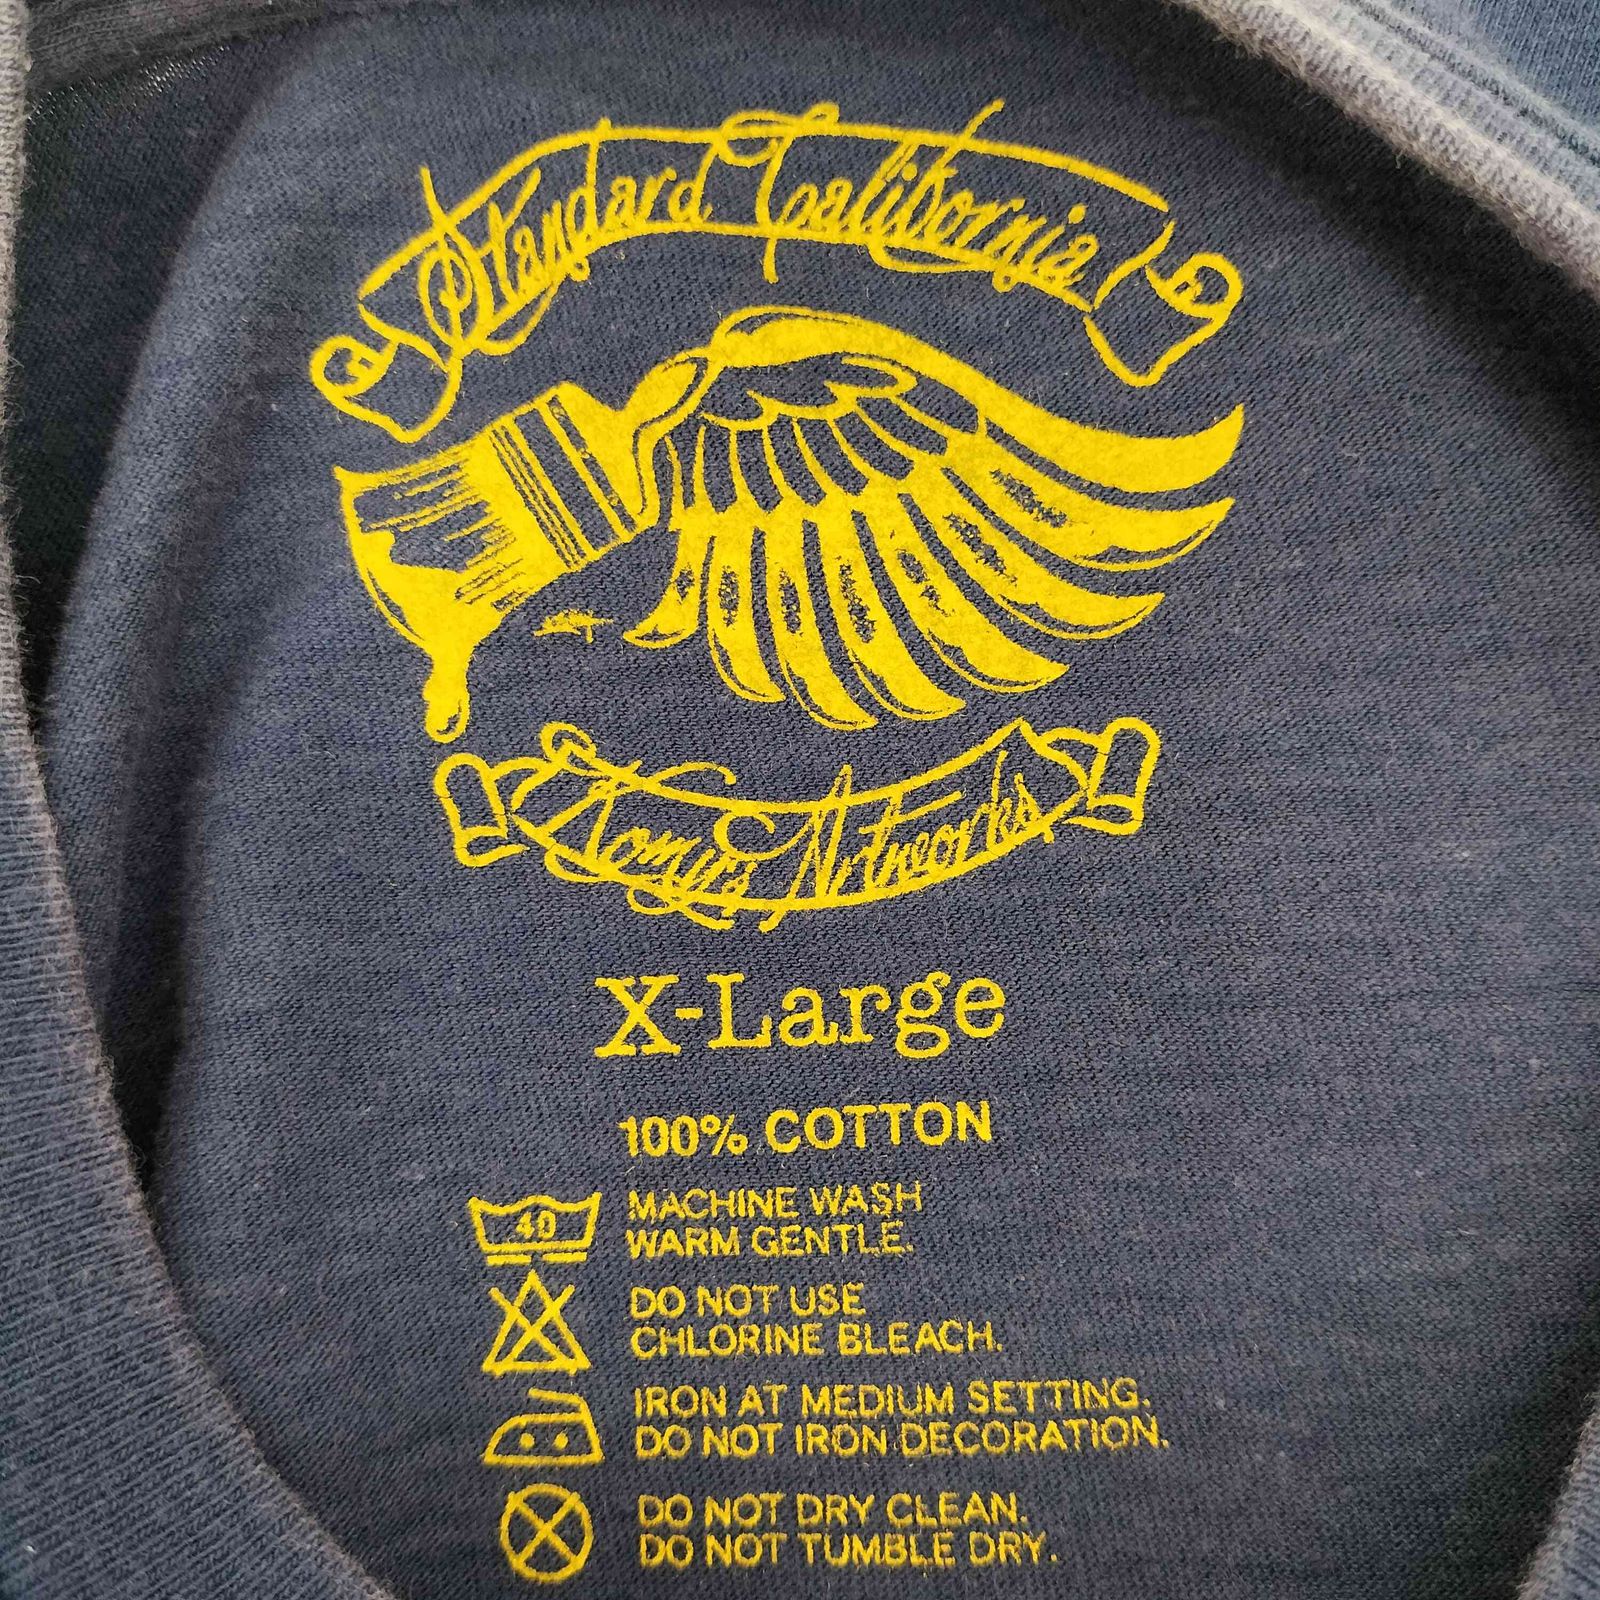 Standard California
Tomys Artworks
X-Large
100% COTTON
40
MACHINE WASH
WARM GENTLE.
DO NOT USE
CHLORINE BLEACH.
IRON AT MEDIUM SETTING.
DO NOT IRON DECORATION.
DO NOT DRY CLEAN.
DO NOT TUMBLE DRY.